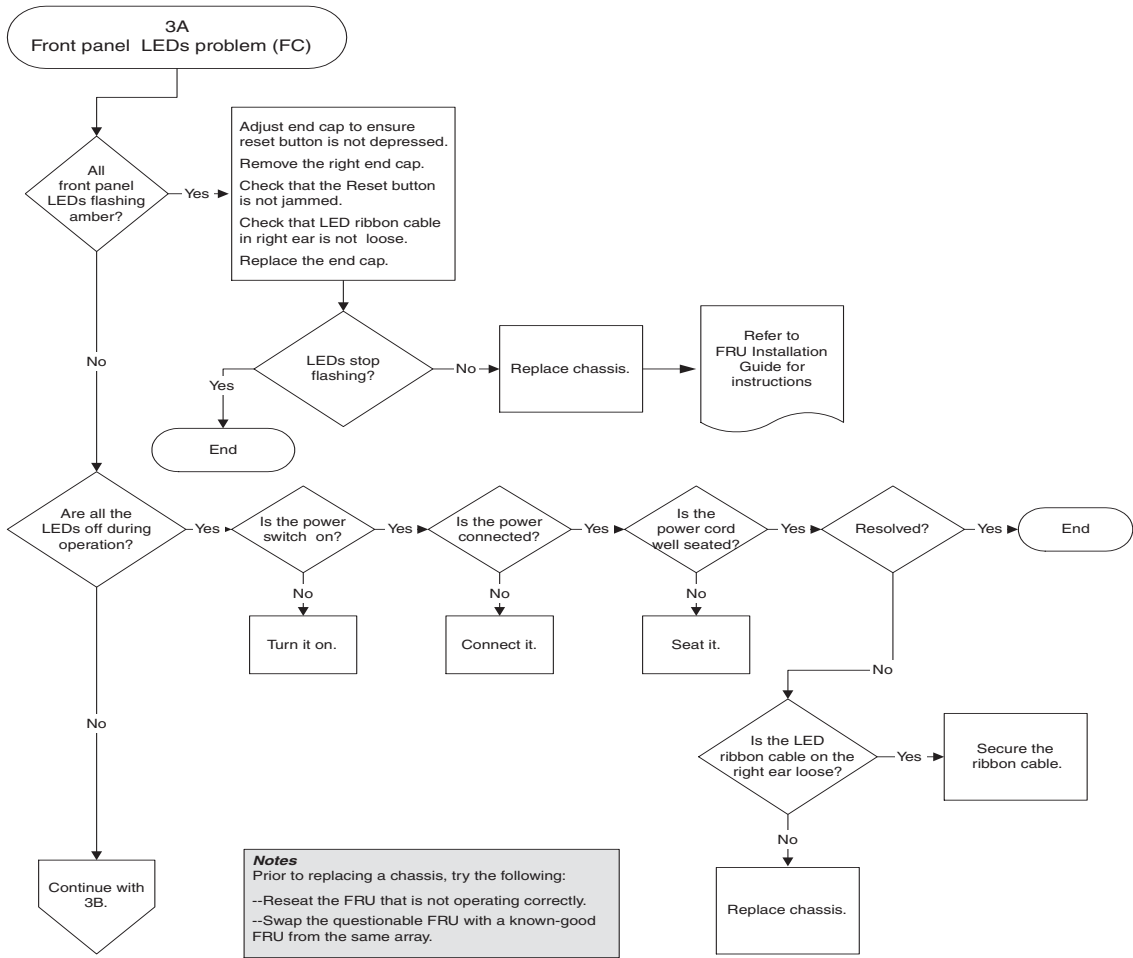 3A
Front panel LEDs problem (FC)
All
front panel
LEDs flashing
amber?
Yes
Adjust end cap to ensure
reset button is not depressed.
Remove the right end cap.
Check that the Reset button
is not jammed.
Check that LED ribbon cable
in right ear is not loose.
Replace the end cap.
No
LEDs stop
flashing?
No
Replace chassis.
Refer to
FRU Installation
Guide for
instructions
Yes
End
Are all the
LEDs off during
operation?
Yes
Is the power
switch on?
Yes
Is the power
connected?
Yes
Is the
power cord
well seated?
Yes
Resolved?
Yes
End
No
Turn it on.
No
Connect it.
No
Seat it.
No
No
Is the LED
ribbon cable on the
right ear loose?
Yes
Secure the
ribbon cable.
No
Replace chassis.
Continue with
3B.
Notes
Prior to replacing a chassis, try the following:
--Reseat the FRU that is not operating correctly.
--Swap the questionable FRU with a known-good
FRU from the same array.